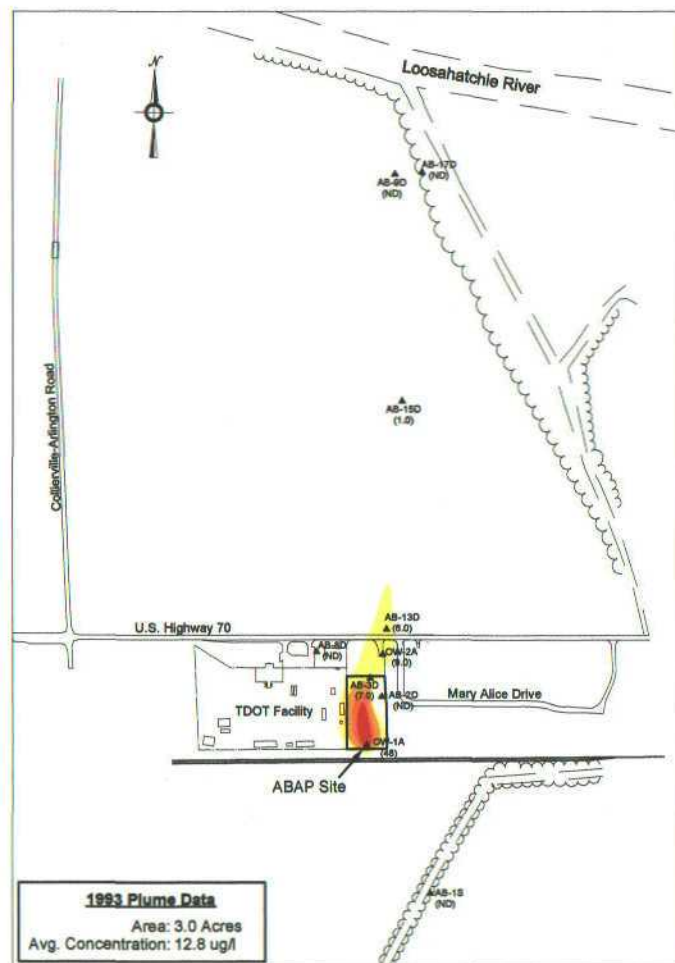 Loosahatchie River
N
AB-17D
(ND)
AB-9D
(ND)
Collierville-Arlington Road
AB-15D
(1.0)
U.S. Highway 70
AB-13D
(6.0)
AB-8D
(ND)
OW-2A
(9.0)
AB-3D
(7.0)
AB-2D
(ND)
Mary Alice Drive
TDOT Facility
OW-1A
(48)
ABAP Site
AB-1S
(ND)
1993 Plume Data
Area: 3.0 Acres
Avg. Concentration: 12.8 ug/l